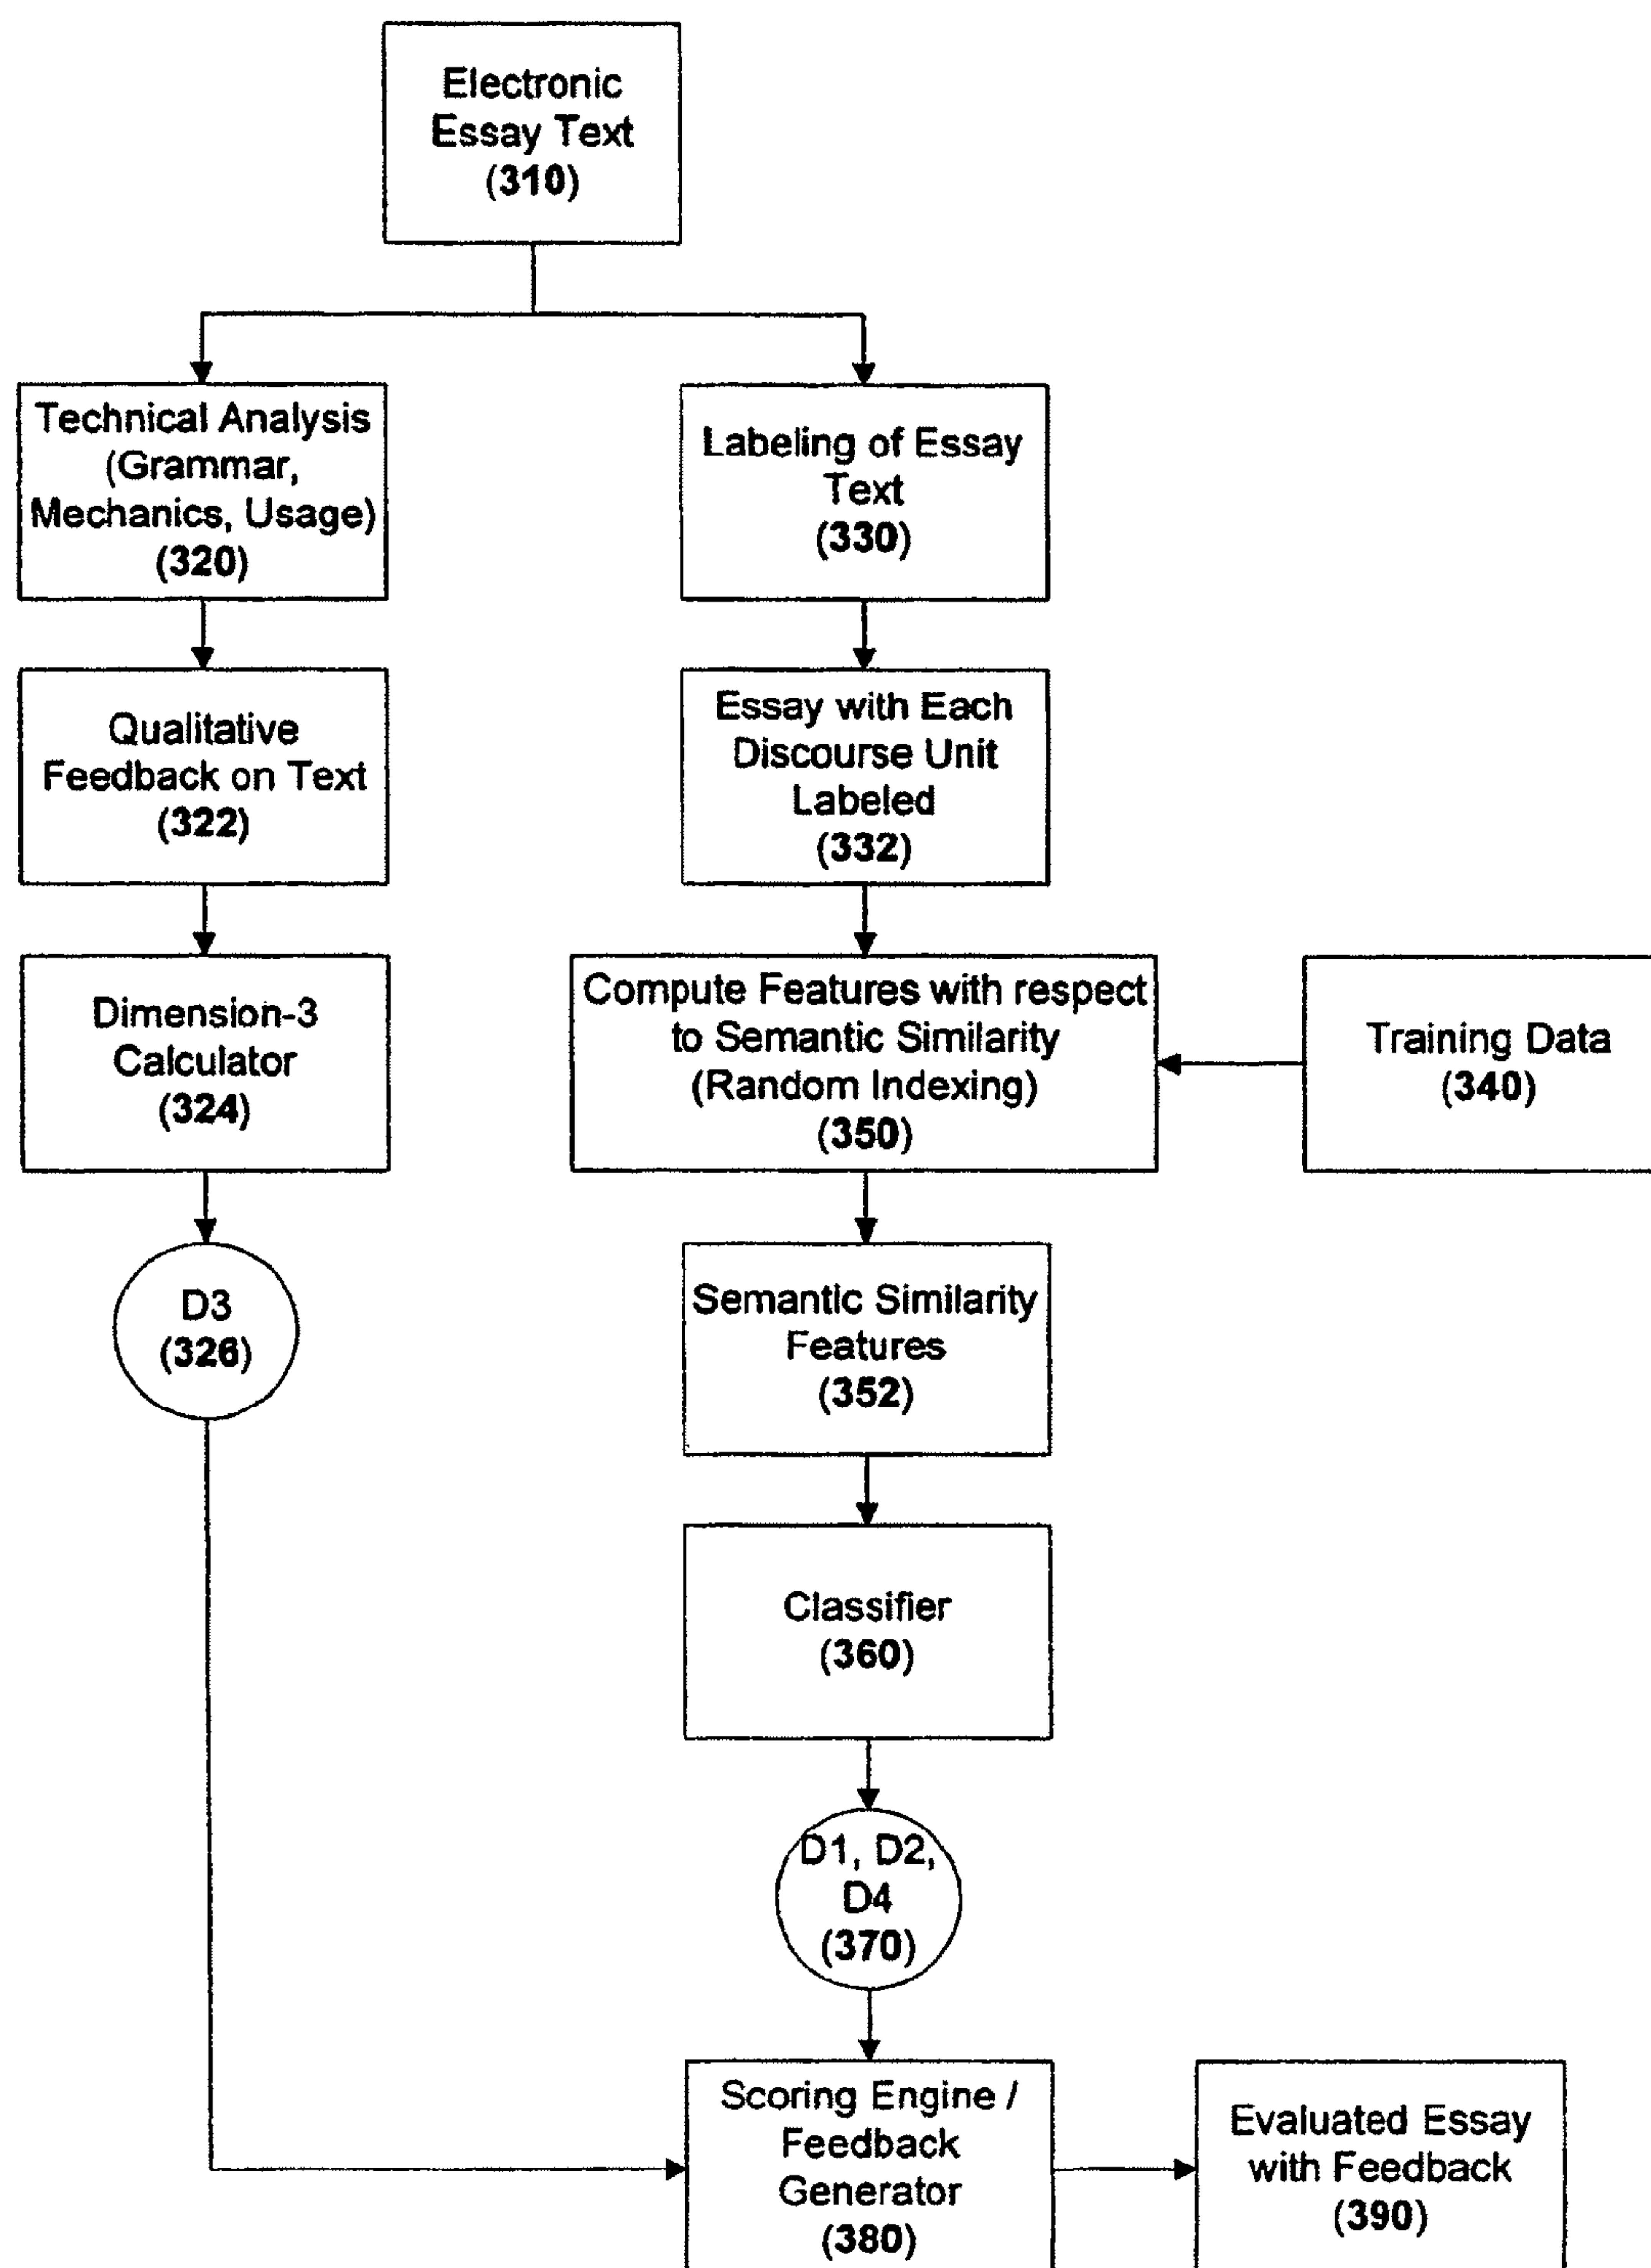 Electronic
Essay Text
(310)
Technical Analysis
(Grammar,
Mechanics, Usage)
(320)
Labeling of Essay
Text
(330)
Qualitative
Feedback on Text
(322)
Essay with Each
Discourse Unit
Labeled
(332)
Dimension-3
Calculator
(324)
Compute Features with respect
to Semantic Similarity
(Random Indexing)
(350)
Training Data
(340)
D3
(326)
Semantic Similarity
Features
(352)
Classifier
(360)
D1, D2,
D4
(370)
Scoring Engine /
Feedback
Generator
(380)
Evaluated Essay
with Feedback
(390)